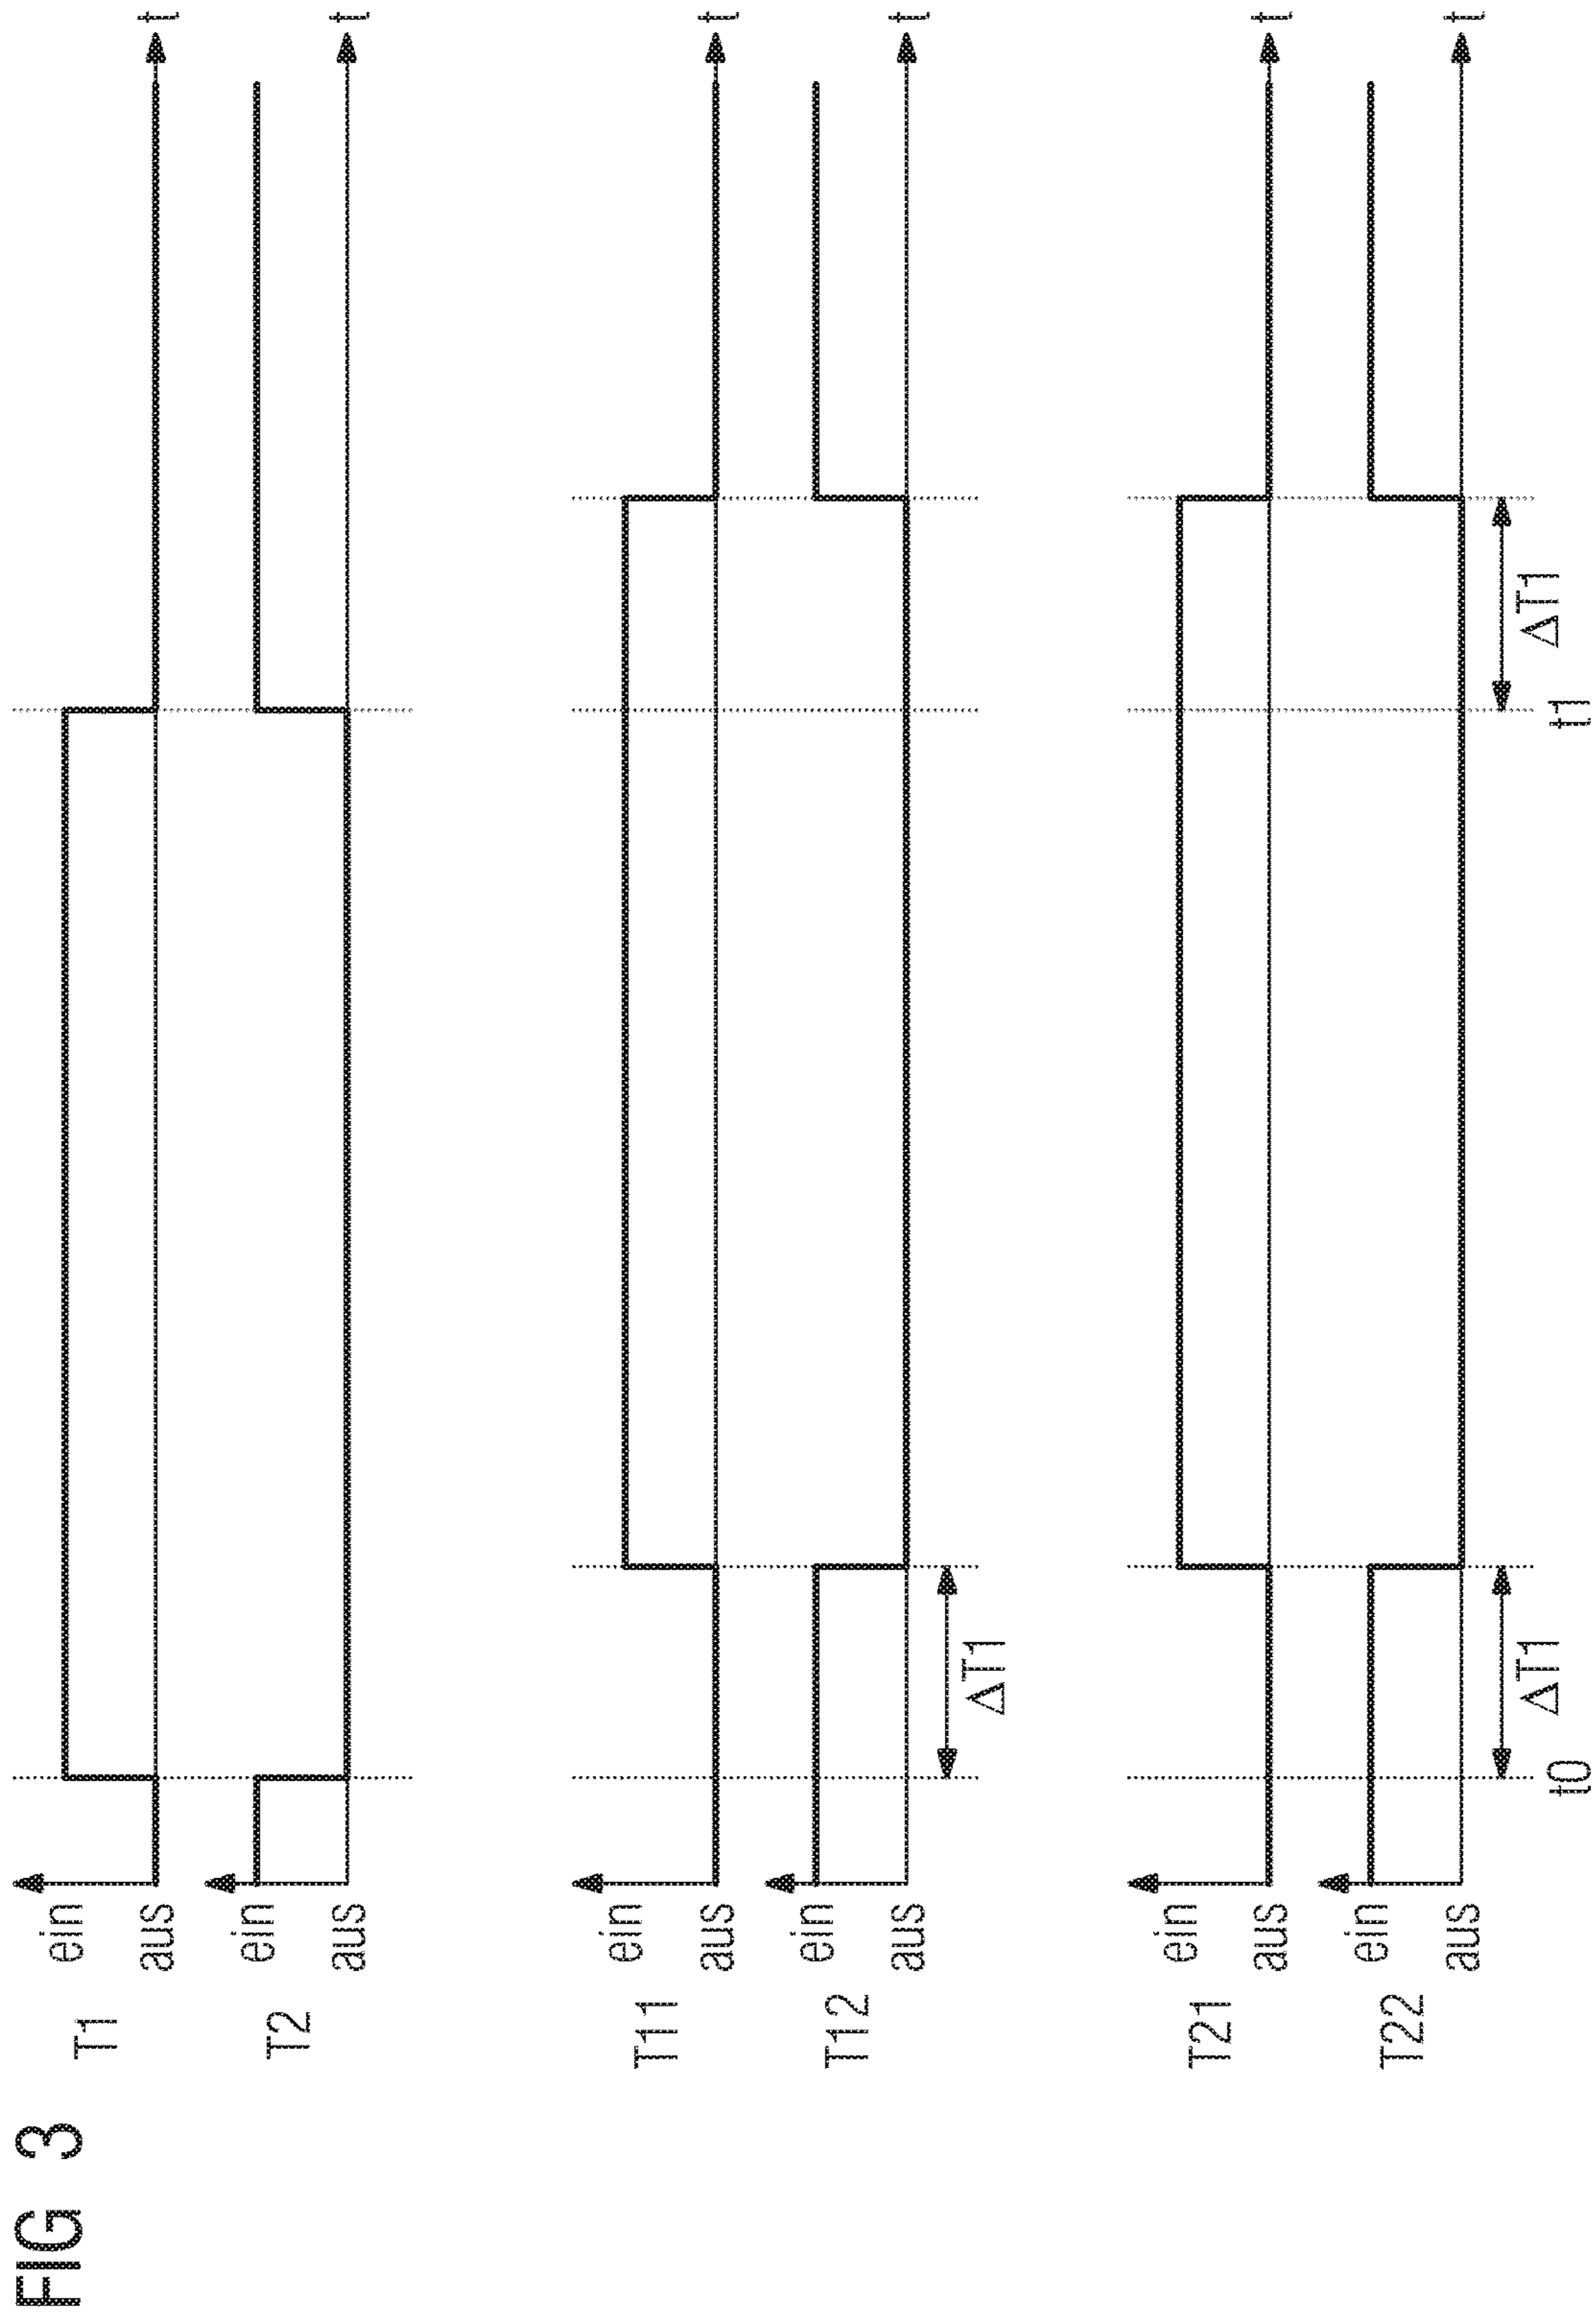 FIG 3
T1
ein
aus
t
T2
ein
aus
t
T11
ein
aus
t
T12
ein
aus
t
ΔT1
T21
ein
aus
t
T22
ein
aus
t
ΔT1
ΔT1
t0
t1